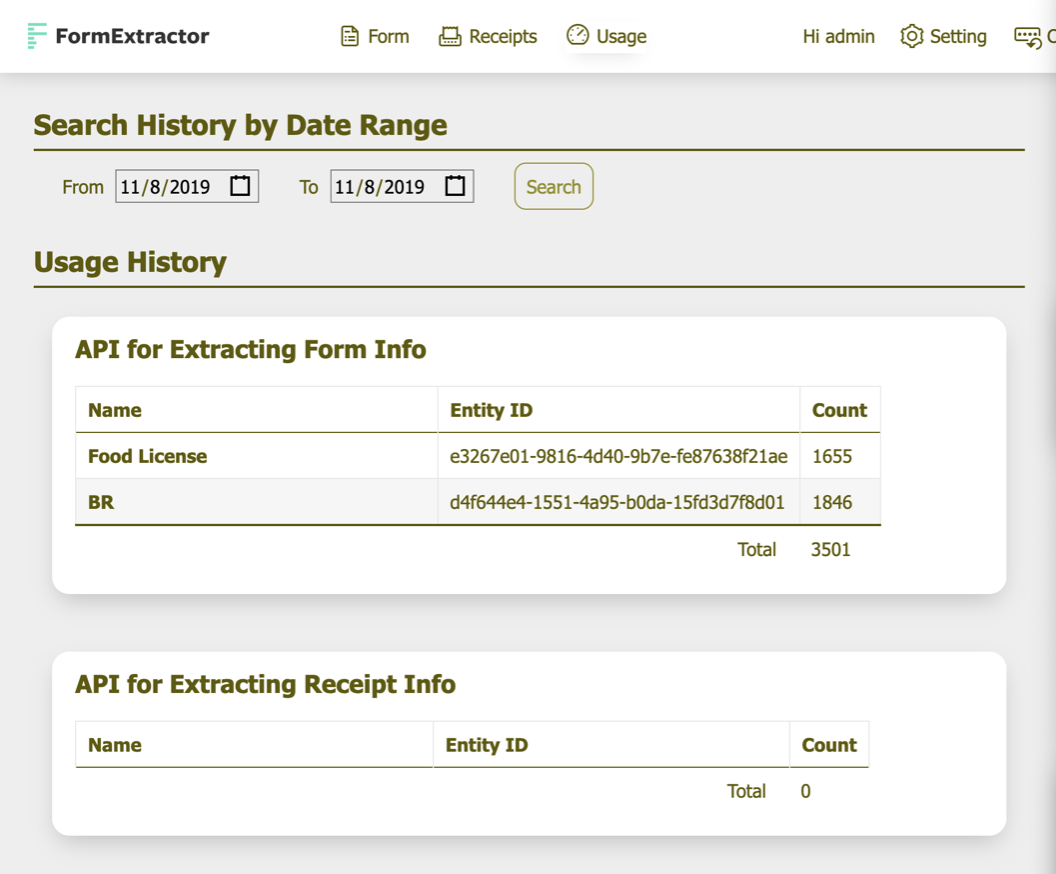 FormExtractor Form Receipts Usage Hi admin Setting
Search History by Date Range
From 11/8/2019 To 11/8/2019 Search
Usage History
API for Extracting Form Info
Name Entity ID Count
Food License e3267e01-9816-4d40-9b7e-fe87638f21ae 1655
BR d4f644e4-1551-4a95-b0da-15fd3d7f8d01 1846
Total 3501
API for Extracting Receipt Info
Name Entity ID Count
Total 0